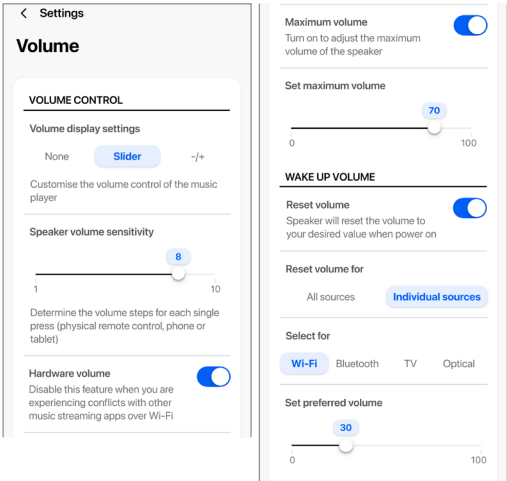 Settings
Volume
VOLUME CONTROL
Volume display settings
None Slider -/+
Customise the volume control of the music
player
Speaker volume sensitivity
8
1 10
Determine the volume steps for each single
press (physical remote control, phone or
tablet)
Hardware volume
Disable this feature when you are
experiencing conflicts with other
music streaming apps over Wi-Fi
Maximum volume
Turn on to adjust the maximum
volume of the speaker
Set maximum volume
70
0 100
WAKE UP VOLUME
Reset volume
Speaker will reset the volume to
your desired value when power on
Reset volume for
All sources Individual sources
Select for
Wi-Fi Bluetooth TV Optical
Set preferred volume
30
0 100